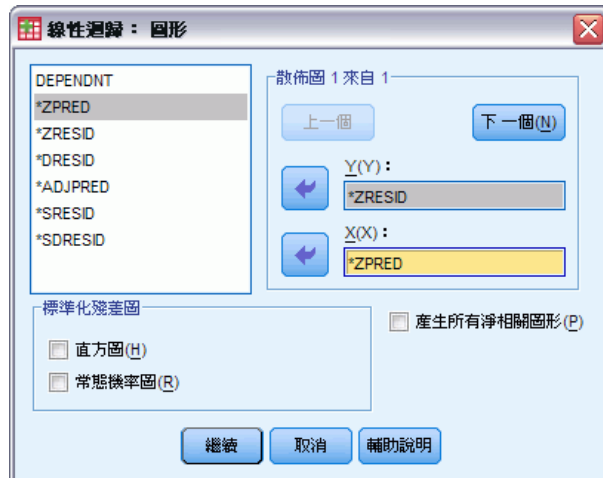 線性迴歸： 圖形
DEPENDNT
*ZPRED
*ZRESID
*DRESID
*ADJPRED
*SRESID
*SDRESID
散佈圖 1 來自 1
上一個
下一個(N)
Y(Y)：
*ZRESID
X(X)：
*ZPRED
標準化殘差圖
直方圖(H)
常態機率圖(R)
產生所有淨相關圖形(P)
繼續
取消
輔助說明